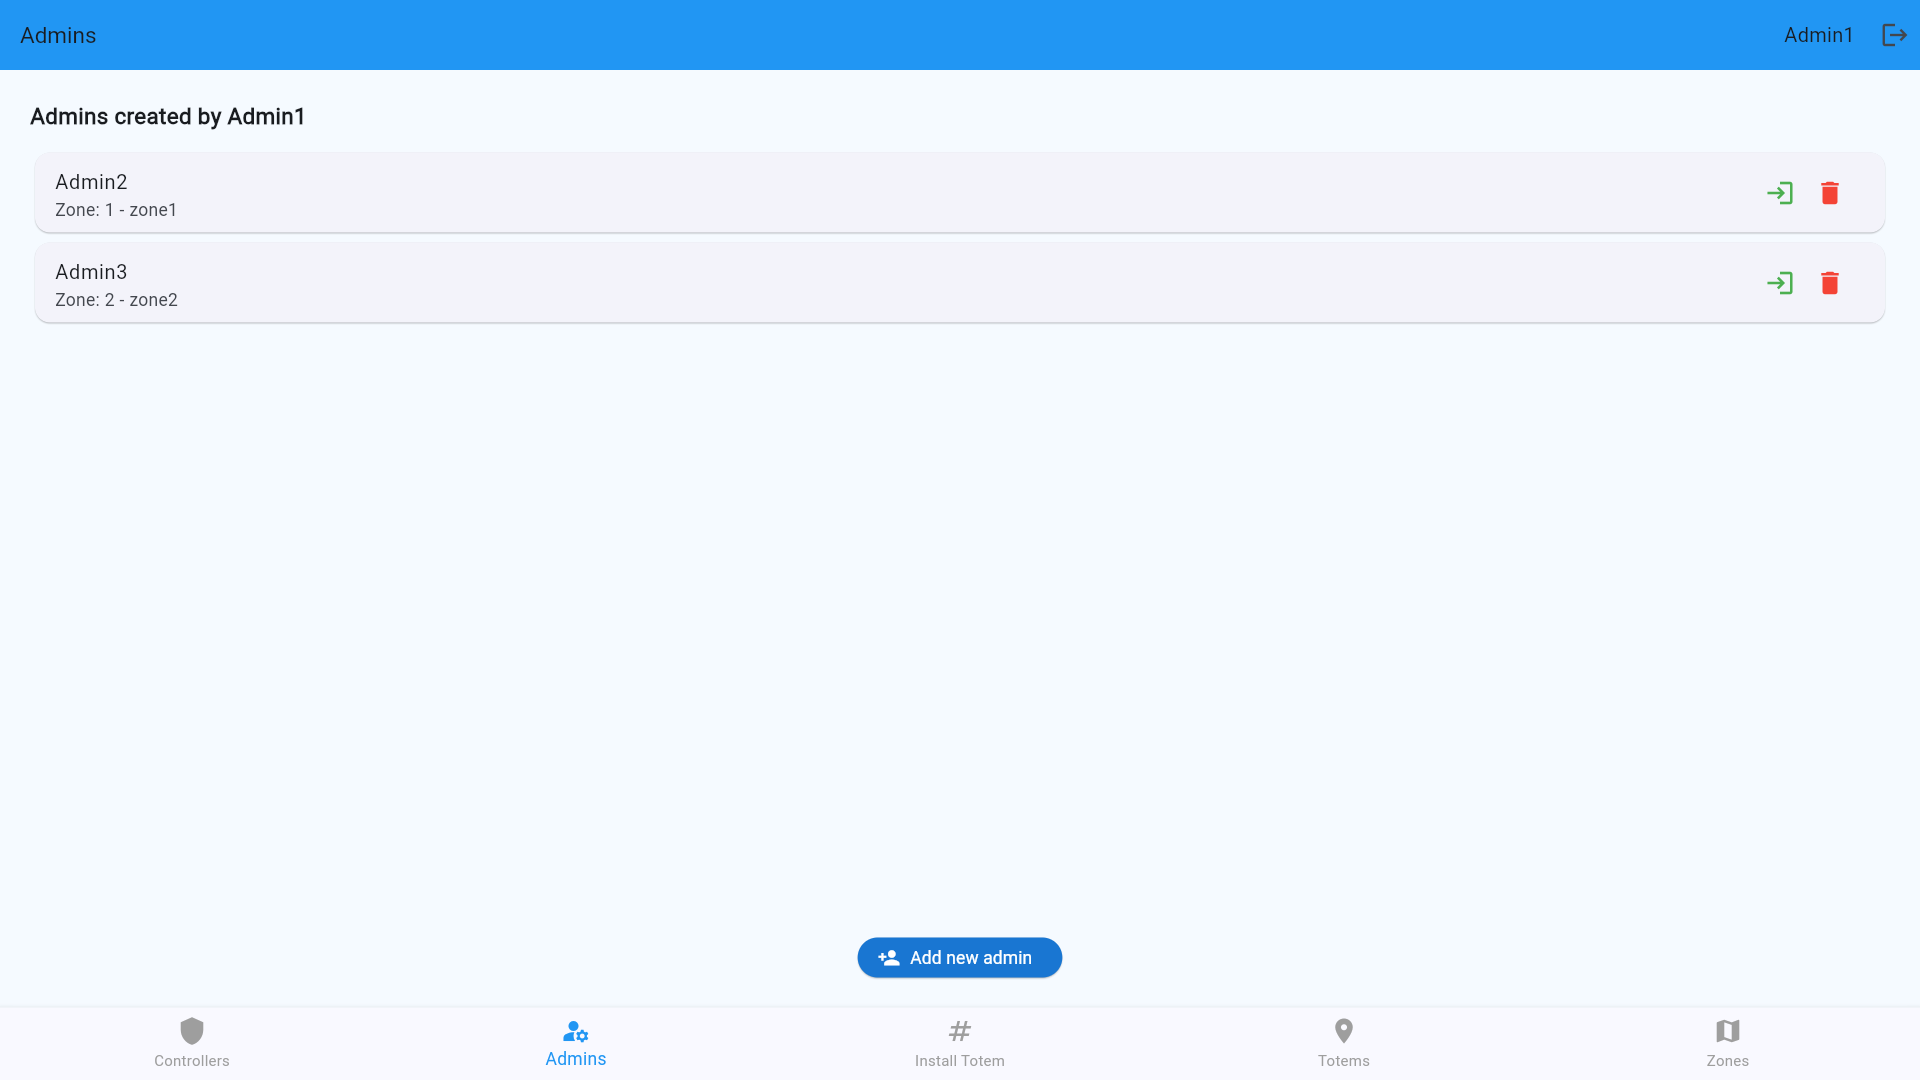 Admins
Admin1
Admins created by Admin1
Admin2
Zone: 1 - zone1
Admin3
Zone: 2 - zone2
Add new admin
Controllers
Admins
Install Totem
Totems
Zones